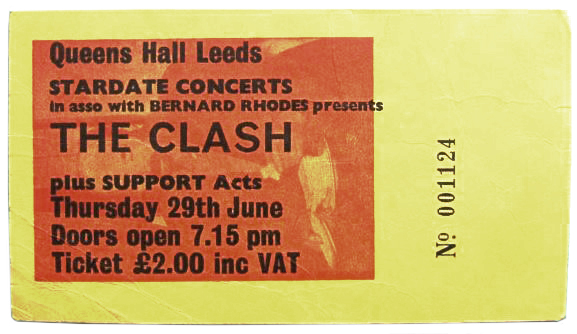 Queens Hall Leeds
STARDATE CONCERTS
in asso with BERNARD RHODES presents
THE CLASH
plus SUPPORT Acts
Thursday 29th June
Doors open 7.15 pm
Ticket £2.00 inc VAT
Nº 001124